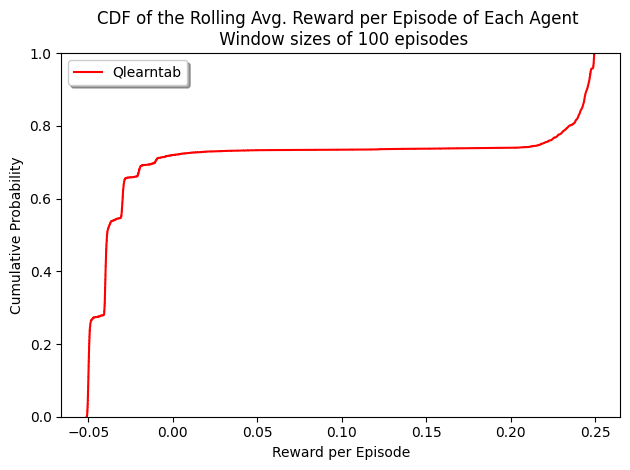 CDF of the Rolling Avg. Reward per Episode of Each Agent
Window sizes of 100 episodes
Qlearntab
1.0
0.8
0.6
0.4
0.2
0.0
Cumulative Probability
−0.05
0.00
0.05
0.10
0.15
0.20
0.25
Reward per Episode